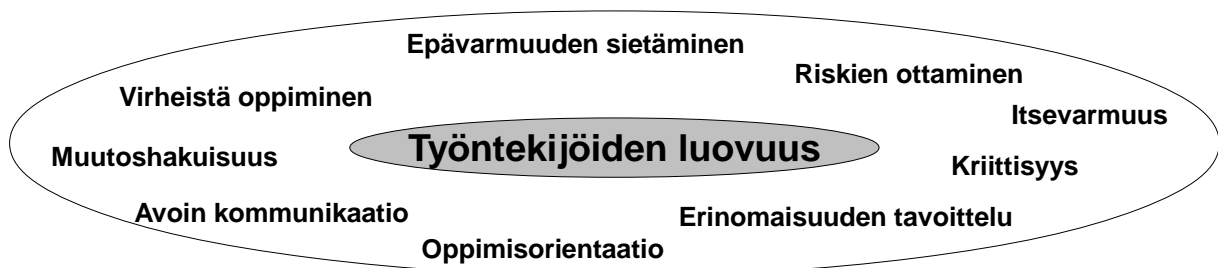 Epävarmuuden sietäminen
Riskien ottaminen
Virheistä oppiminen
Itsevarmuus
Työntekijöiden luovuus
Muutoshakuisuus
Kriittisyys
Avoin kommunikaatio
Erinomaisuuden tavoittelu
Oppimisorientaatio